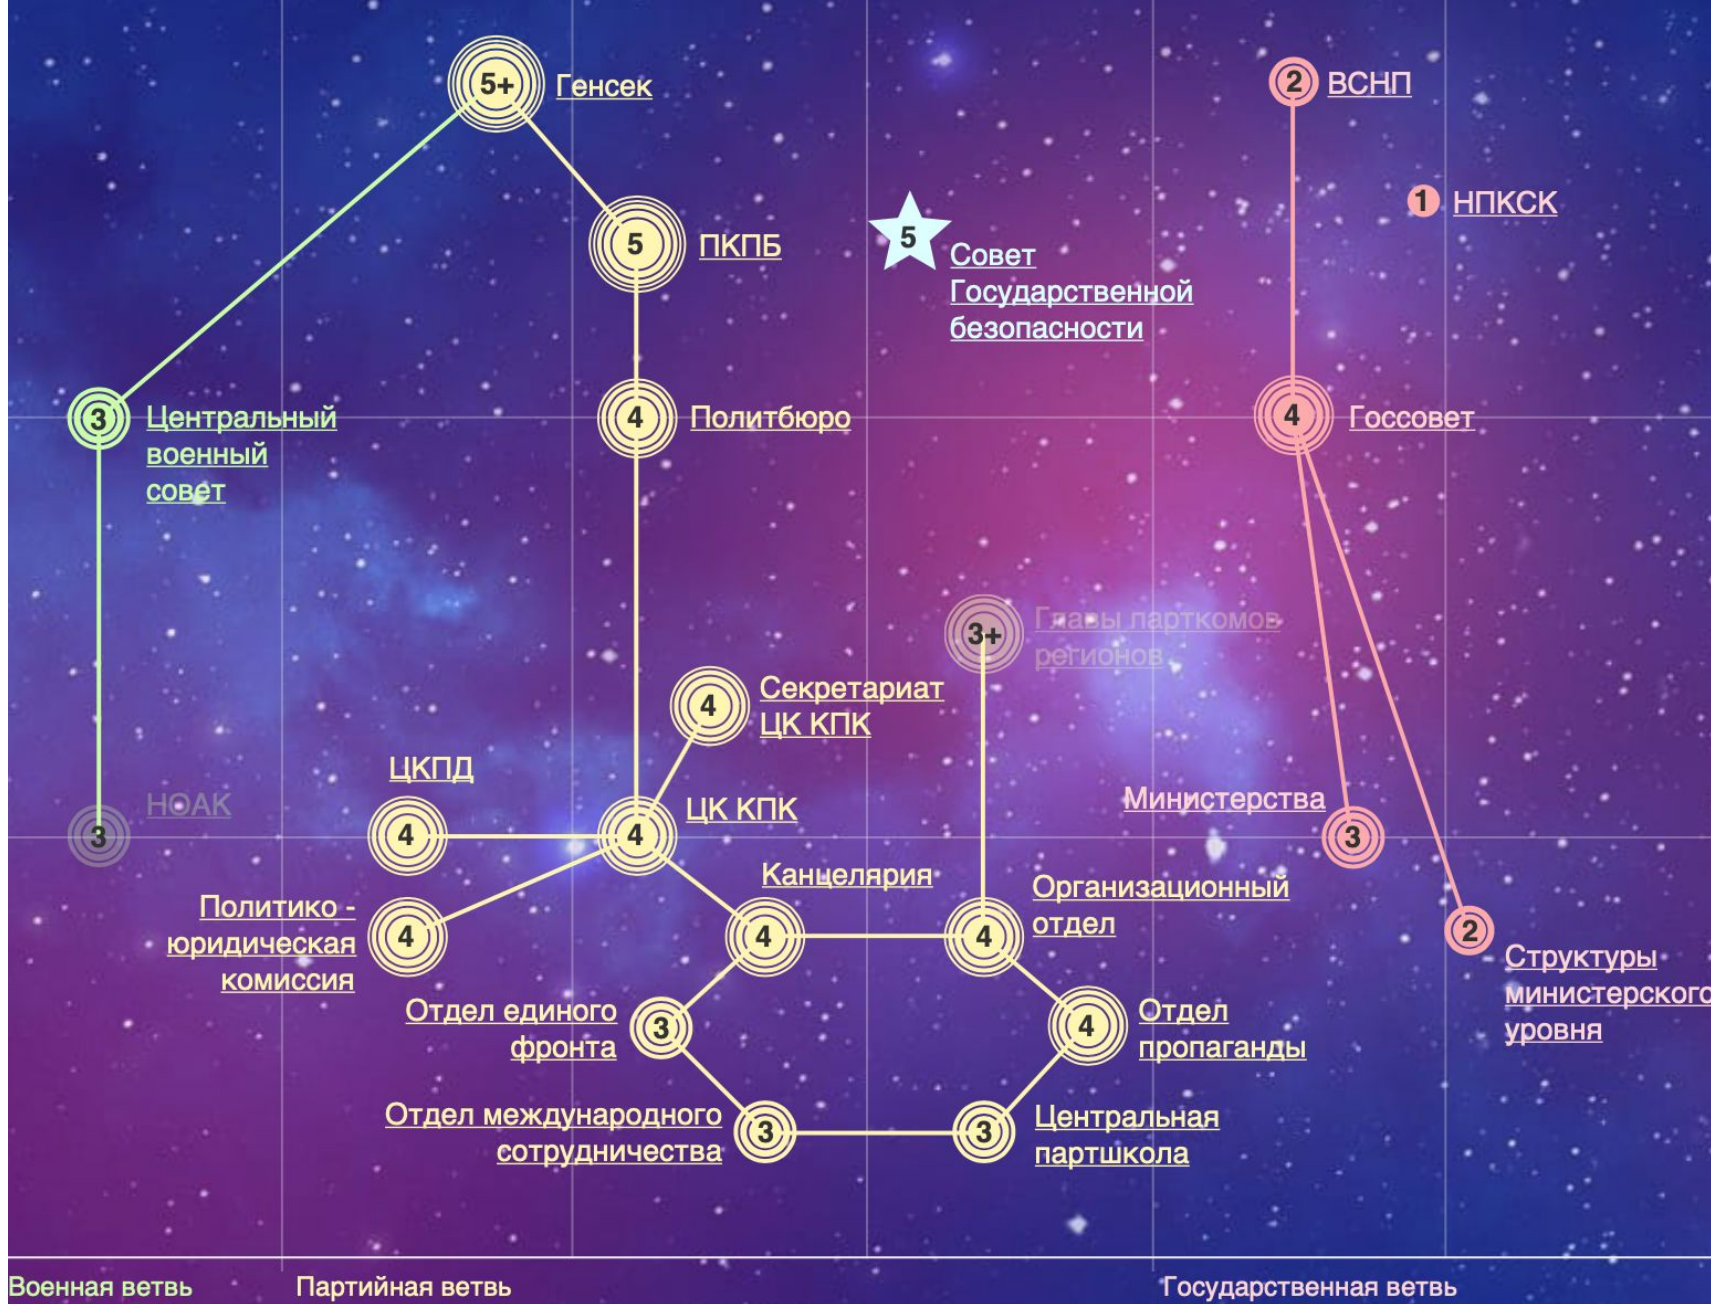 5+ Генсек
2 ВСНП
1 НПКСК
5 ПКПБ
5 Совет
Государственной
безопасности
3 Центральный
военный
совет
4 Политбюро
4 Госсовет
3+ Главы парткомов
регионов
4 Секретариат
ЦК КПК
ЦКПД
4
НОАК
3
4 ЦК КПК
Министерства
3
Политико -
юридическая
комиссия
4
Канцелярия
4
4 Организационный
отдел
2
Структуры
министерского
уровня
Отдел единого
фронта
3
4 Отдел
пропаганды
Отдел международного
сотрудничества
3
3 Центральная
партшкола
Военная ветвь
Партийная ветвь
Государственная ветвь